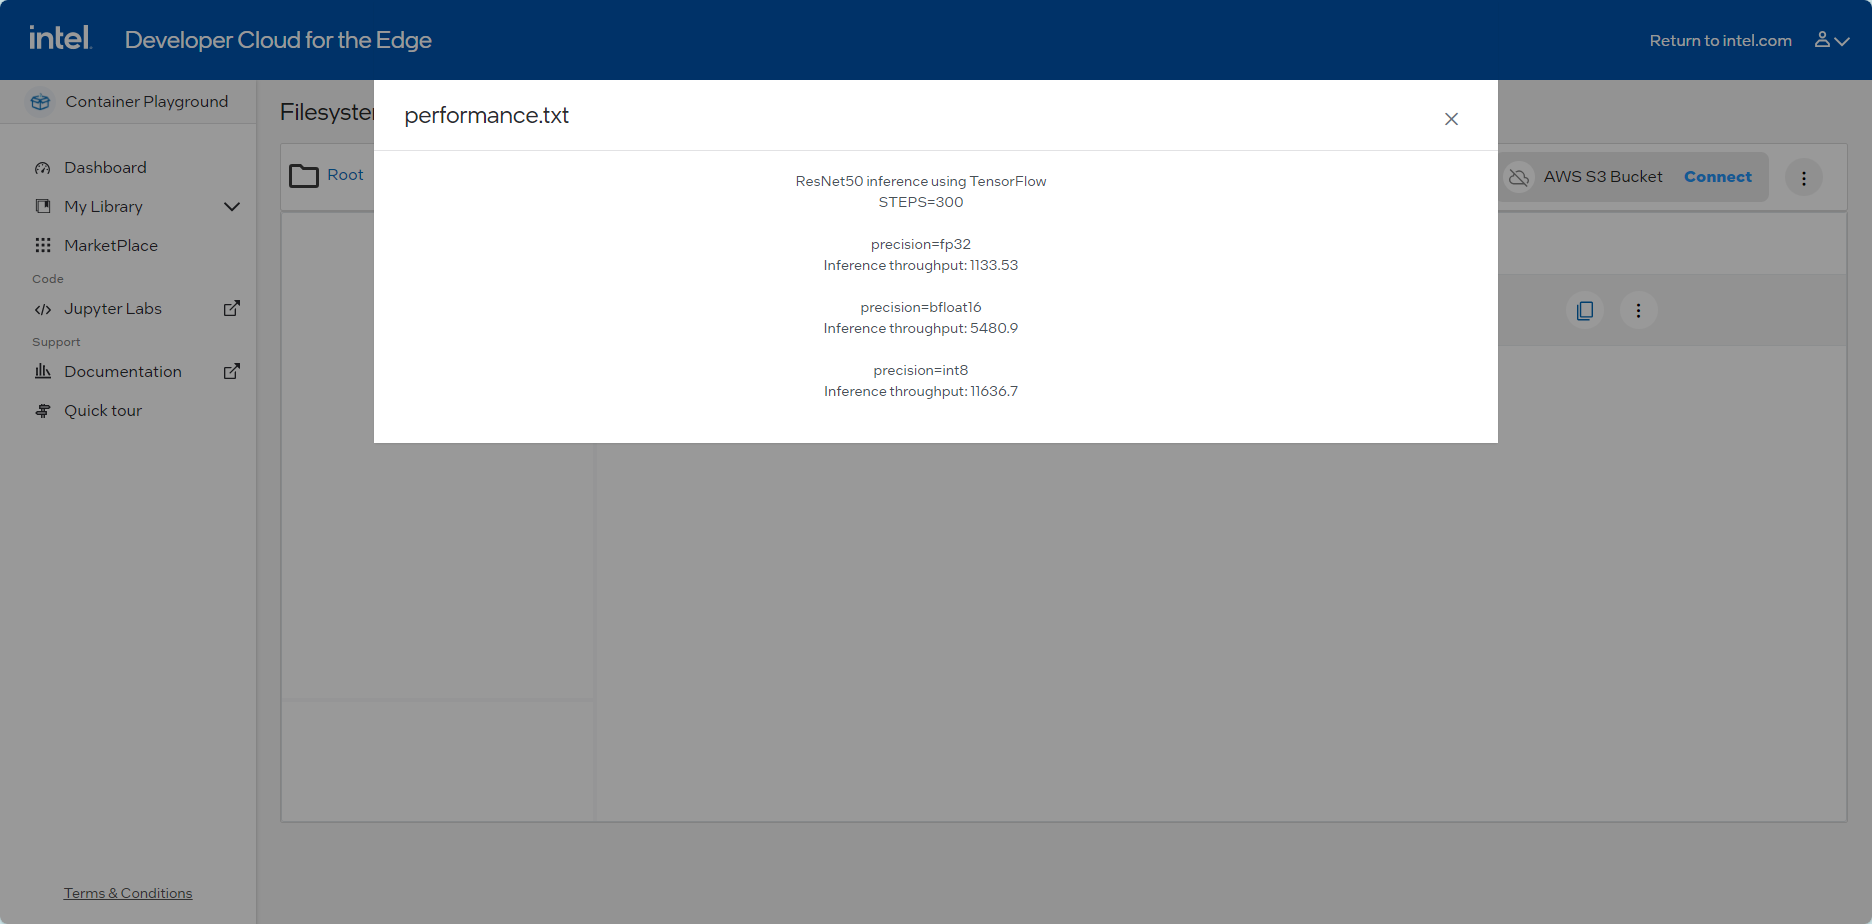 intel.
Developer Cloud for the Edge
Return to intel.com
Container Playground
Dashboard
My Library
MarketPlace
Code
Jupyter Labs
Support
Documentation
Quick tour
Terms & Conditions
Root
AWS S3 Bucket
Connect
performance.txt
ResNet50 inference using TensorFlow
STEPS=300
precision=fp32
Inference throughput: 1133.53
precision=bfloat16
Inference throughput: 5480.9
precision=int8
Inference throughput: 11636.7